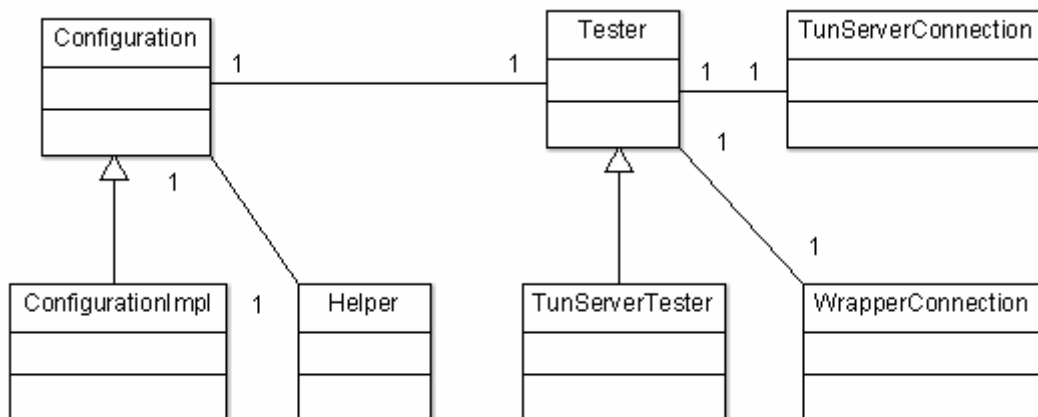 Configuration
Tester
TunServerConnection
1
1
1
1
1
1
1
1
ConfigurationImpl
Helper
TunServerTester
WrapperConnection